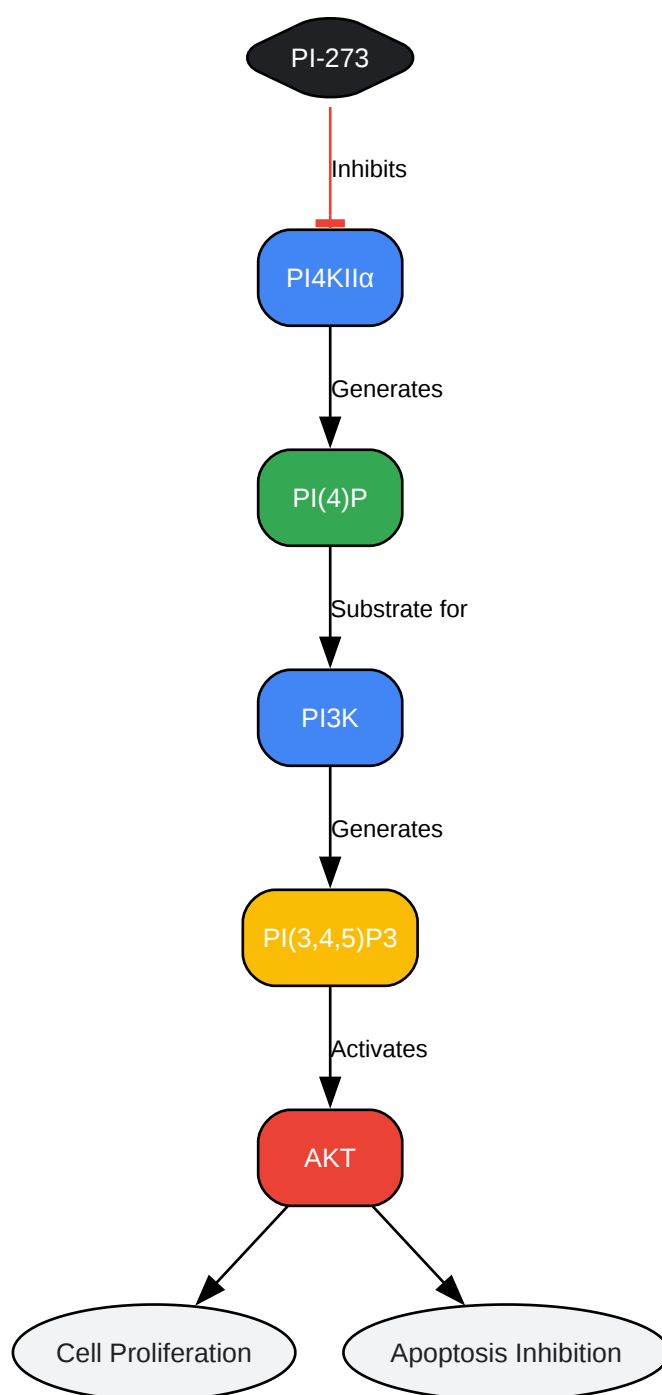 PI-273
Inhibits
PI4KIIα
Generates
PI(4)P
Substrate for
PI3K
Generates
PI(3,4,5)P3
Activates
AKT
Cell Proliferation
Apoptosis Inhibition